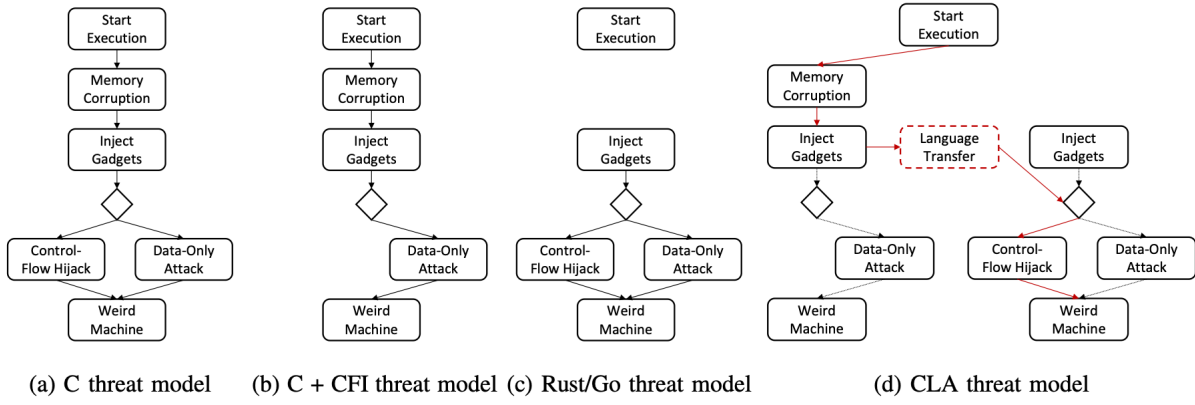 Start
Execution
Memory
Corruption
Inject
Gadgets
Control-
Flow Hijack
Data-Only
Attack
Weird
Machine
(a) C threat model
Start
Execution
Memory
Corruption
Inject
Gadgets
Data-Only
Attack
Weird
Machine
(b) C + CFI threat model
Start
Execution
Inject
Gadgets
Control-
Flow Hijack
Data-Only
Attack
Weird
Machine
(c) Rust/Go threat model
Start
Execution
Memory
Corruption
Inject
Gadgets
Language
Transfer
Inject
Gadgets
Data-Only
Attack
Control-
Flow Hijack
Data-Only
Attack
Weird
Machine
Weird
Machine
(d) CLA threat model